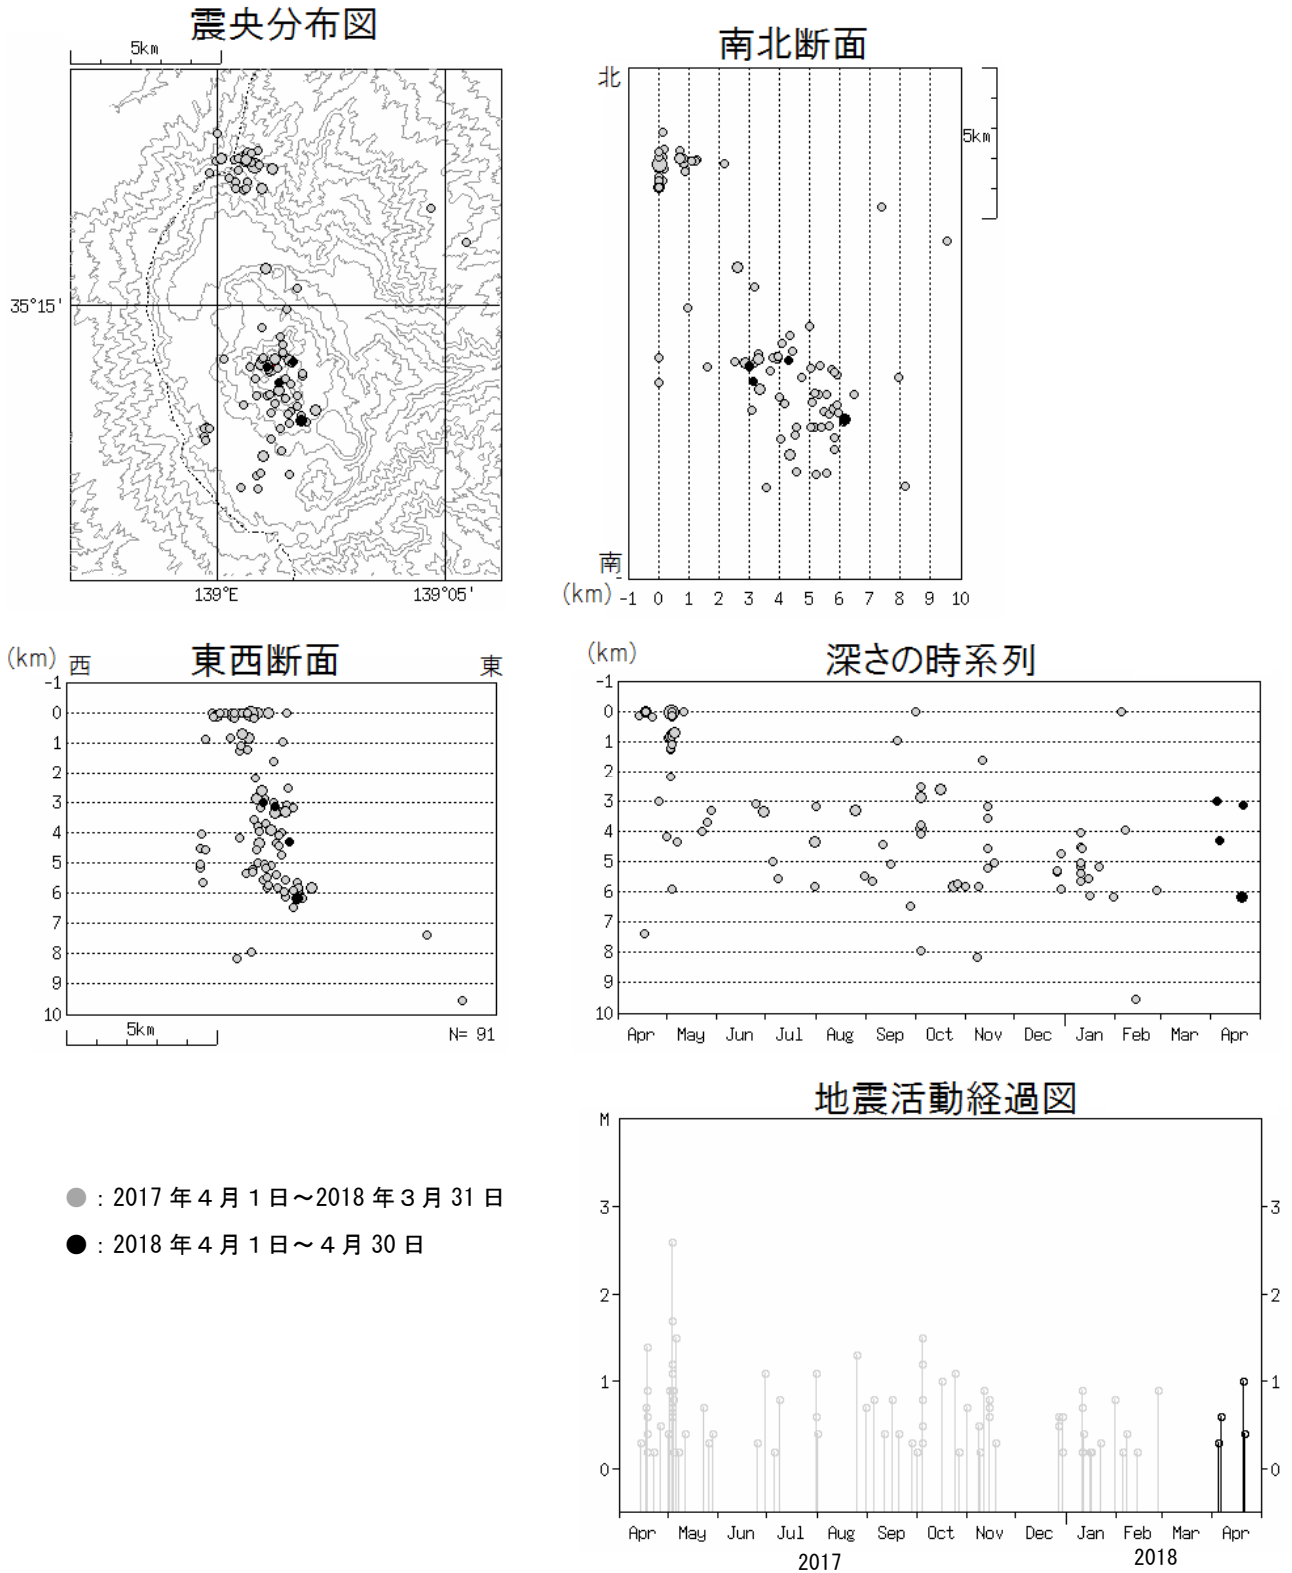 震央分布図
5km
35°15'
139°E 139°05'
南北断面
北
5km
南
(km) -1 0 1 2 3 4 5 6 7 8 9 10
東西断面
(km) 西 東
-1
0
1
2
3
4
5
6
7
8
9
10
5km
N= 91
深さの時系列
(km)
-1
0
1
2
3
4
5
6
7
8
9
10
Apr May Jun Jul Aug Sep Oct Nov Dec Jan Feb Mar Apr
●：2017年４月１日～2018年３月31日
●：2018年４月１日～４月30日
地震活動経過図
M
3 3
2 2
1 1
0 0
Apr May Jun Jul Aug Sep Oct Nov Dec Jan Feb Mar Apr
2017 2018